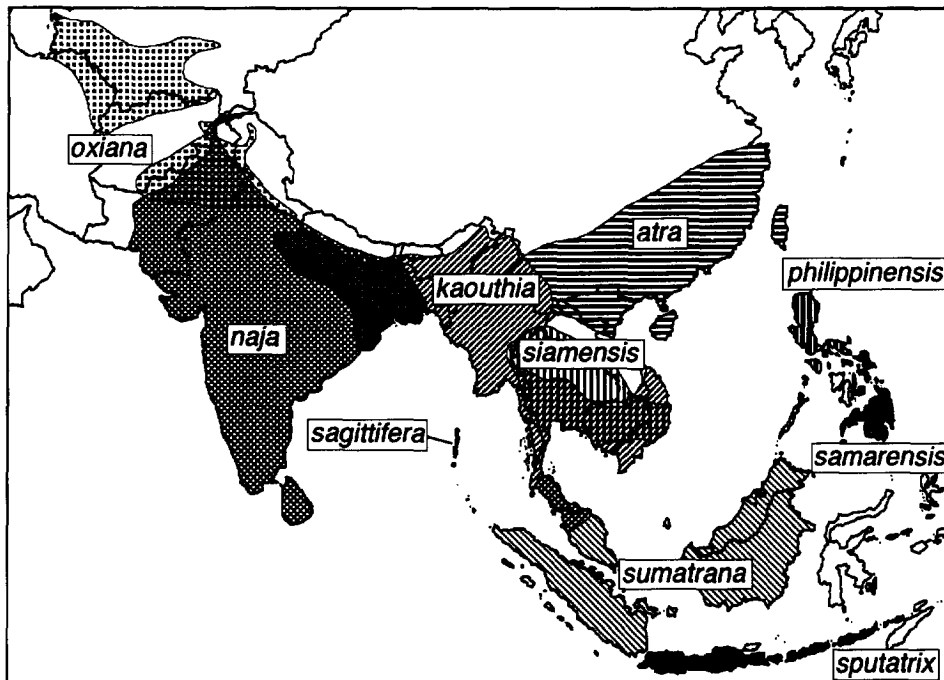 oxiana
atra
philippinensis
kaouthia
naja
siamensis
sagittifera
samarensis
sumatrana
sputatrix